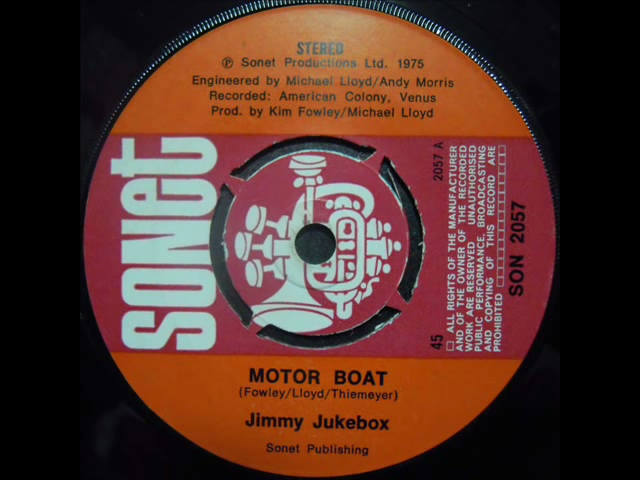 STEREO
℗ Sonet Productions Ltd. 1975
Engineered by Michael Lloyd/Andy Morris
Recorded: American Colony, Venus
Prod. by Kim Fowley/Michael Lloyd
sonet
2057 A
45
□ ALL RIGHTS OF THE MANUFACTURER
AND OF THE OWNER OF THE RECORDED
WORK ARE RESERVED. UNAUTHORISED
PUBLIC PERFORMANCE, BROADCASTING
AND COPYING OF THIS RECORD ARE
PROHIBITED □
SON 2057
MOTOR BOAT
(Fowley/Lloyd/Thiemeyer)
Jimmy Jukebox
Sonet Publishing